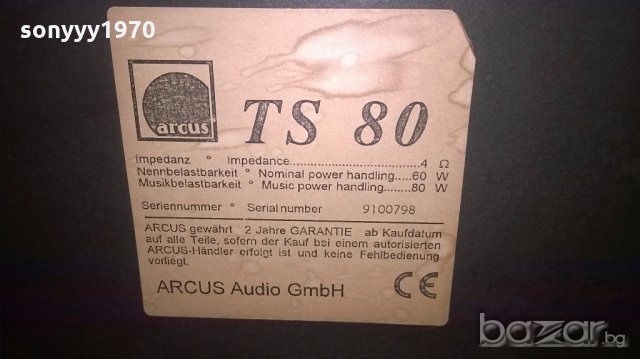 sonyyy1970
arcus
TS 80
Impedanz ° impedance.....................4 Ω
Nennbelastbarkeit ° Nominal power handling.....60 W
Musikbelastbarkeit ° Music power handling........80 W
Seriennummer ° Serial number 9100798
ARCUS gewährt 2 Jahre GARANTIE ab Kaufdatum
auf alle Teile, sofern der Kauf bei einem autorisierten
ARCUS-Händler erfolgt ist und keine Fehlbedienung
vorliegt.
ARCUS Audio GmbH CE
bazar.bg